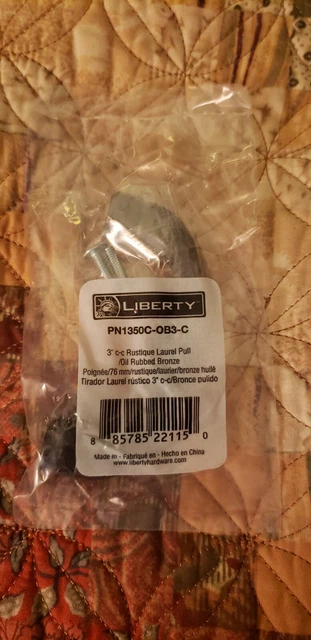 LIBERTY
PN1350C-OB3-C
3" c-c Rustique Laurel Pull
/Oil Rubbed Bronze
Poignée/76 mm/rustique/laurier/bronze huilé
Tirador Laurel rústico 3" c-c/Bronce pulido
8 85785 22115 0
Made in - Fabriqué en - Hecho en China
www.libertyhardware.com